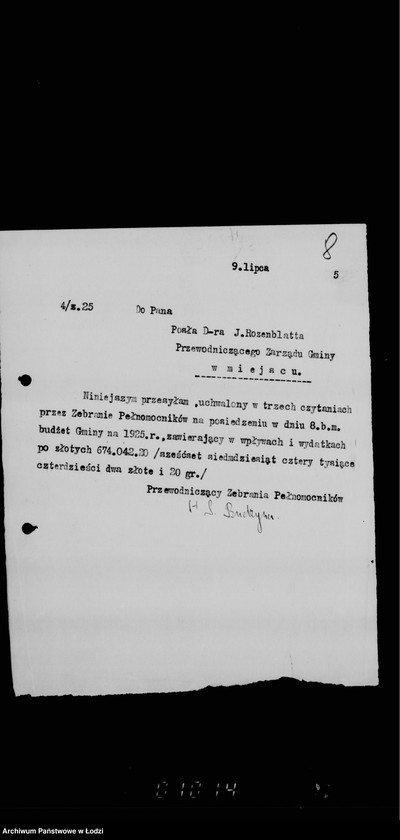 8
9.lipca
5
4/z.25 Do Pana
Posła D-ra J.Rosenblatta
Przewodniczącego Zarządu Gminy
w miejscu.
Niniejszym przesyłam ,uchwalony w trzech czytaniach
przez Zebranie Pełnomocników na posiedzeniu w dniu 8.b.m.
budżet Gminy na 1925.r.,zawierający w wpływach i wydatkach
po złotych 674.042.20 /sześćset siedmdziesiąt cztery tysiące
czterdzieści dwa złote i 20 gr./
Przewodniczący Zebrania Pełnomocników
01014
Archiwum Państwowe w Łodzi